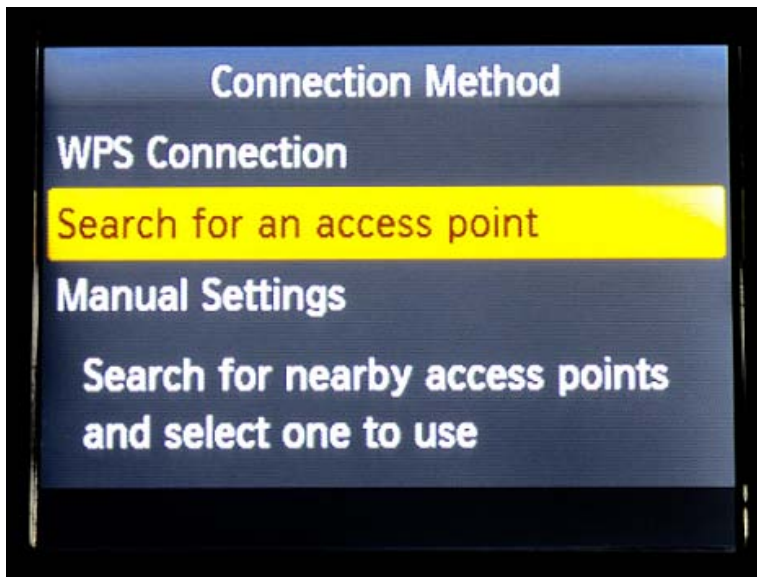 Connection Method
WPS Connection
Search for an access point
Manual Settings
Search for nearby access points
and select one to use